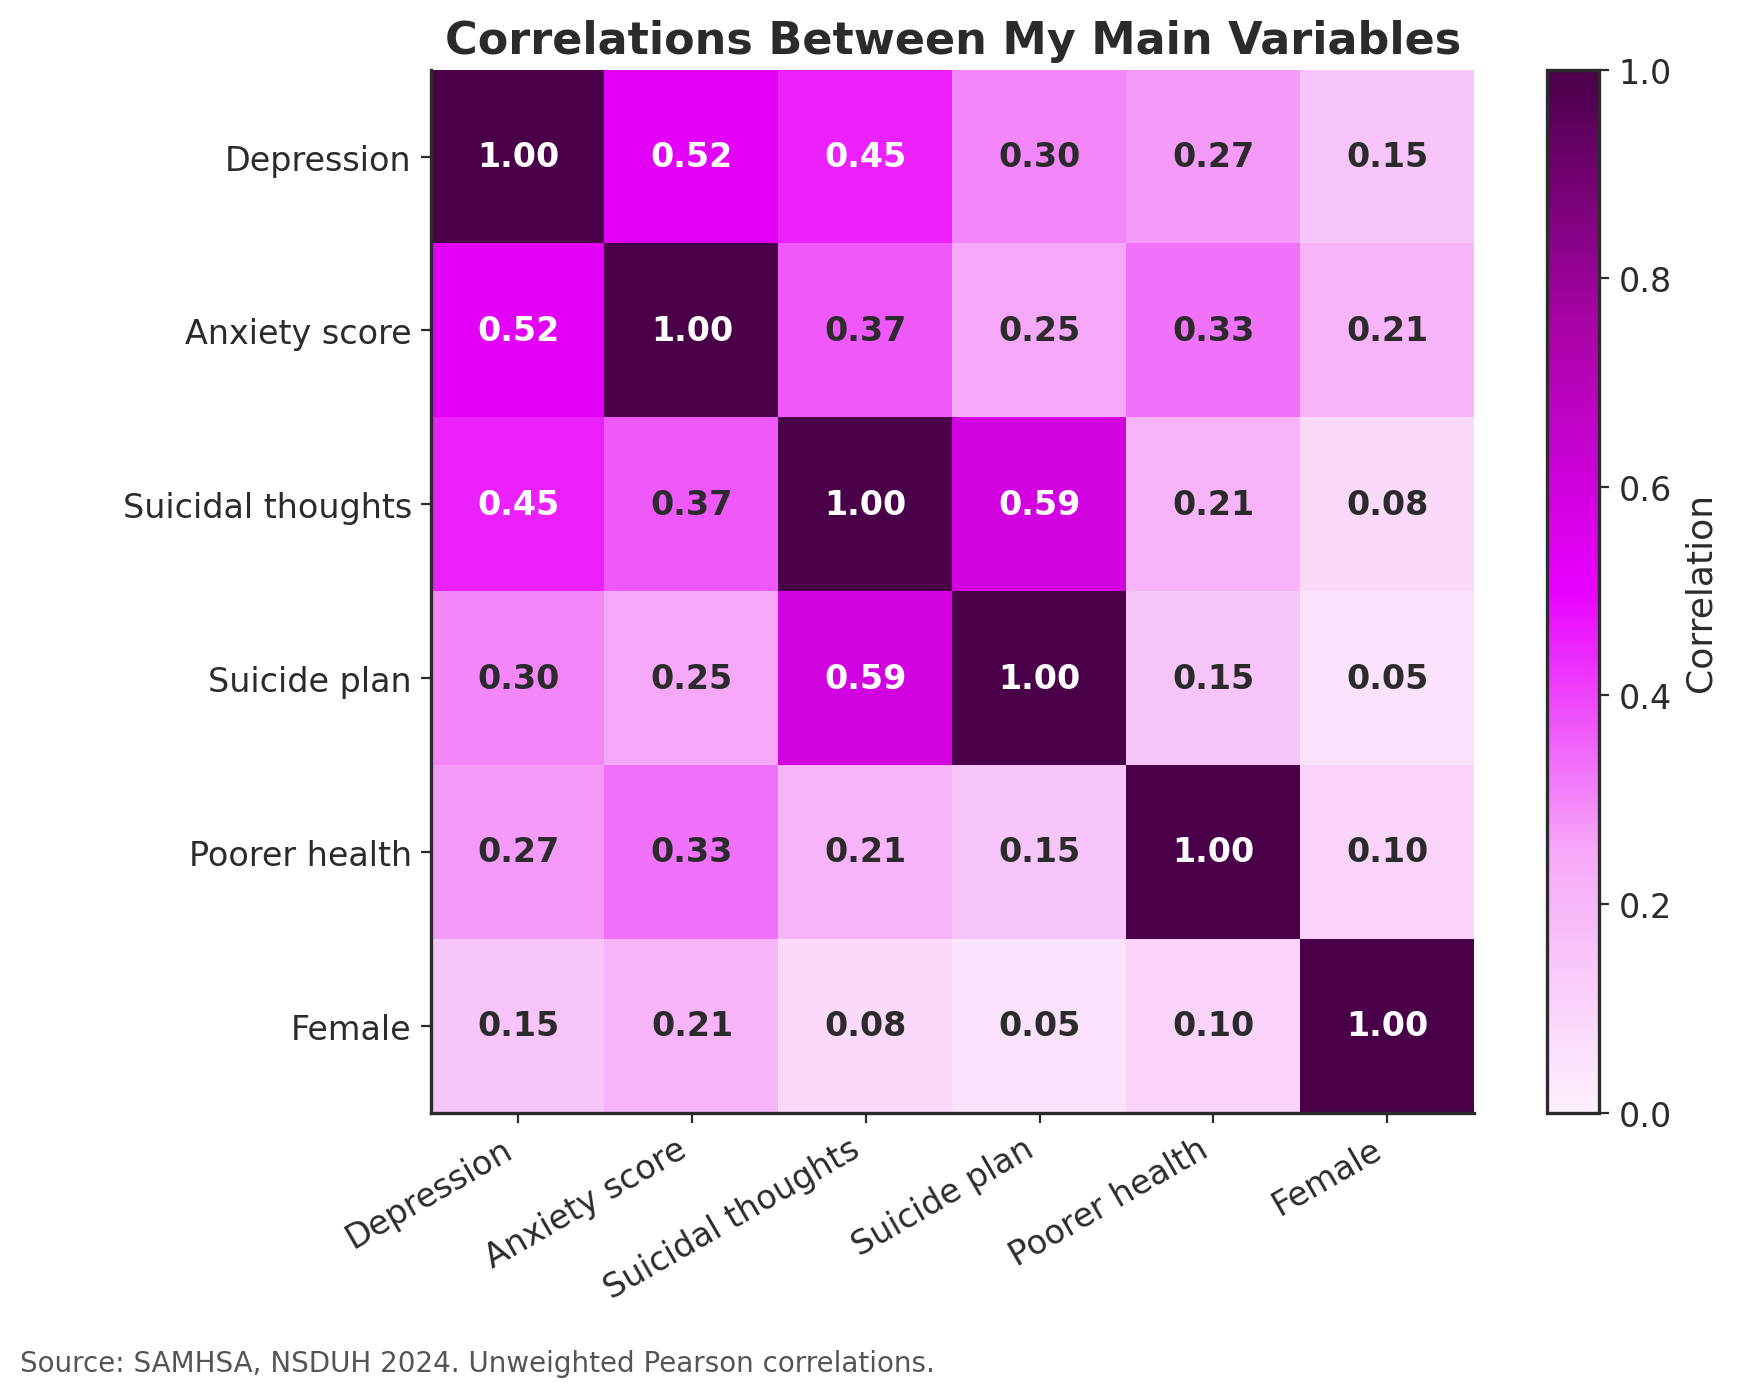 Correlations Between My Main Variables
Depression 1.00 0.52 0.45 0.30 0.27 0.15
Anxiety score 0.52 1.00 0.37 0.25 0.33 0.21
Suicidal thoughts 0.45 0.37 1.00 0.59 0.21 0.08
Suicide plan 0.30 0.25 0.59 1.00 0.15 0.05
Poorer health 0.27 0.33 0.21 0.15 1.00 0.10
Female 0.15 0.21 0.08 0.05 0.10 1.00
Depression
Anxiety score
Suicidal thoughts
Suicide plan
Poorer health
Female
1.0
0.8
0.6
0.4
0.2
0.0
Correlation
Source: SAMHSA, NSDUH 2024. Unweighted Pearson correlations.